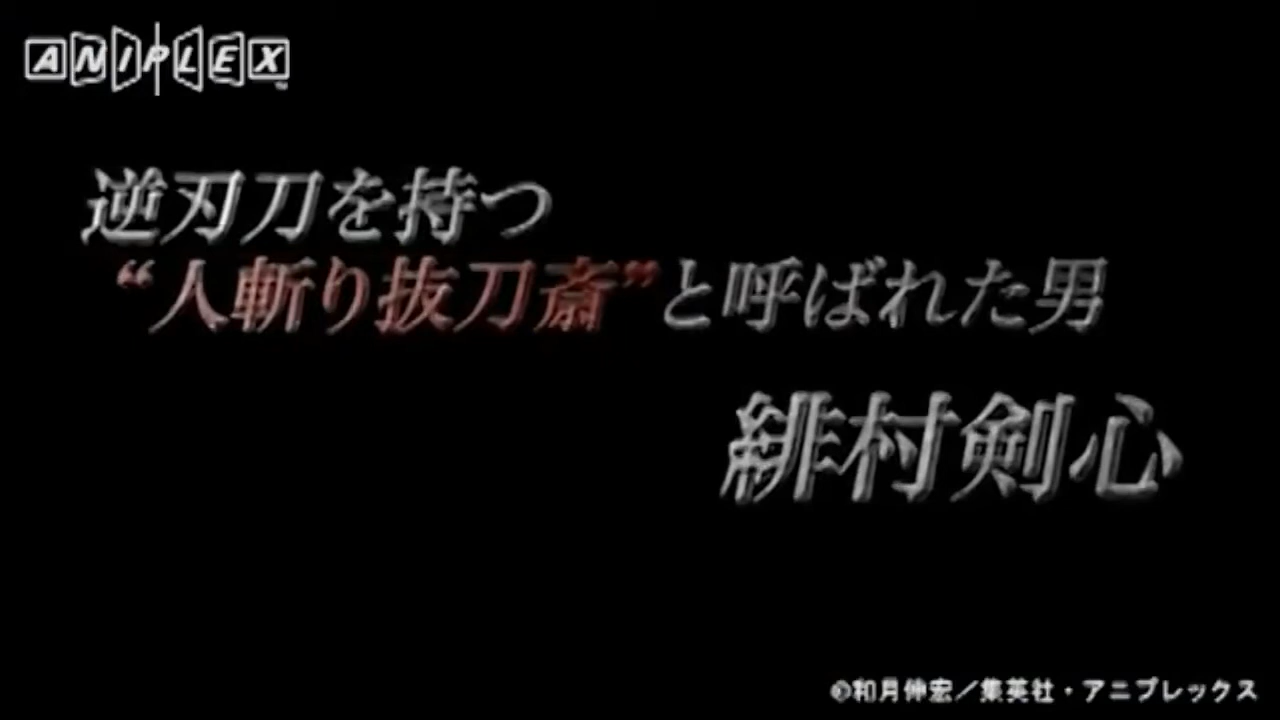 ANIPLEX
逆刃刀を持つ
“人斬り抜刀斎”と呼ばれた男
緋村剣心
©和月伸宏／集英社・アニプレックス